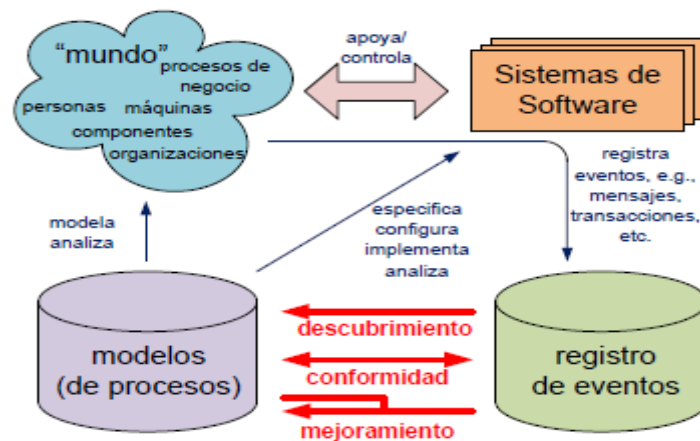 “mundo”
procesos de
negocio
personas
máquinas
componentes
organizaciones
apoya/
controla
Sistemas de
Software
registra
eventos, e.g.,
mensajes,
transacciones,
etc.
modela
analiza
especifica
configura
implementa
analiza
modelos
(de procesos)
descubrimiento
conformidad
mejoramiento
registro
de eventos